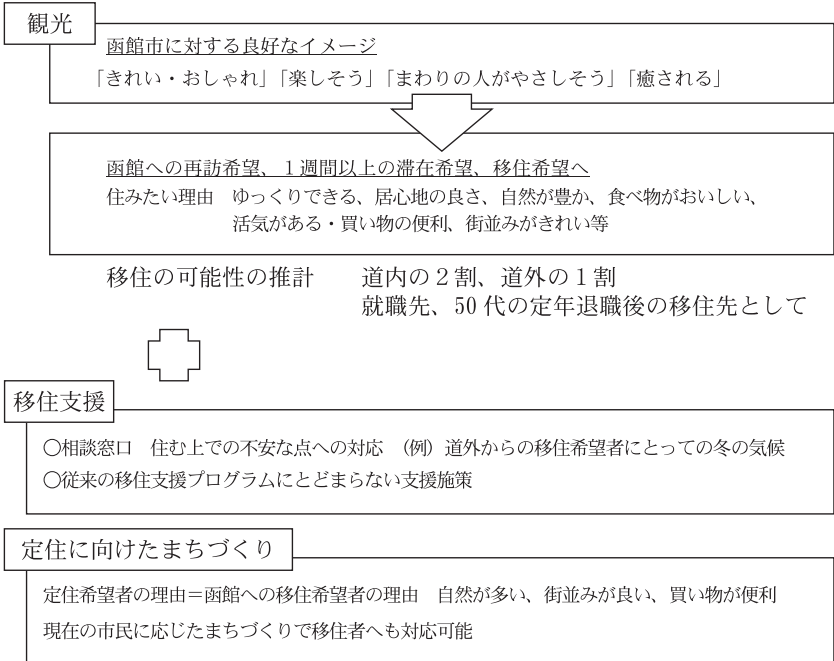 観光
函館市に対する良好なイメージ
「きれい・おしゃれ」「楽しそう」「まわりの人がやさしそう」「癒される」
函館への再訪希望、１週間以上の滞在希望、移住希望へ
住みたい理由　ゆっくりできる、居心地の良さ、自然が豊か、食べ物がおいしい、
活気がある・買い物の便利、街並みがきれい等
移住の可能性の推計　　道内の２割、道外の１割
就職先、50 代の定年退職後の移住先として
移住支援
○相談窓口　住む上での不安な点への対応　（例）道外からの移住希望者にとっての冬の気候
○従来の移住支援プログラムにとどまらない支援施策
定住に向けたまちづくり
定住希望者の理由＝函館への移住希望者の理由　自然が多い、街並みが良い、買い物が便利
現在の市民に応じたまちづくりで移住者へも対応可能